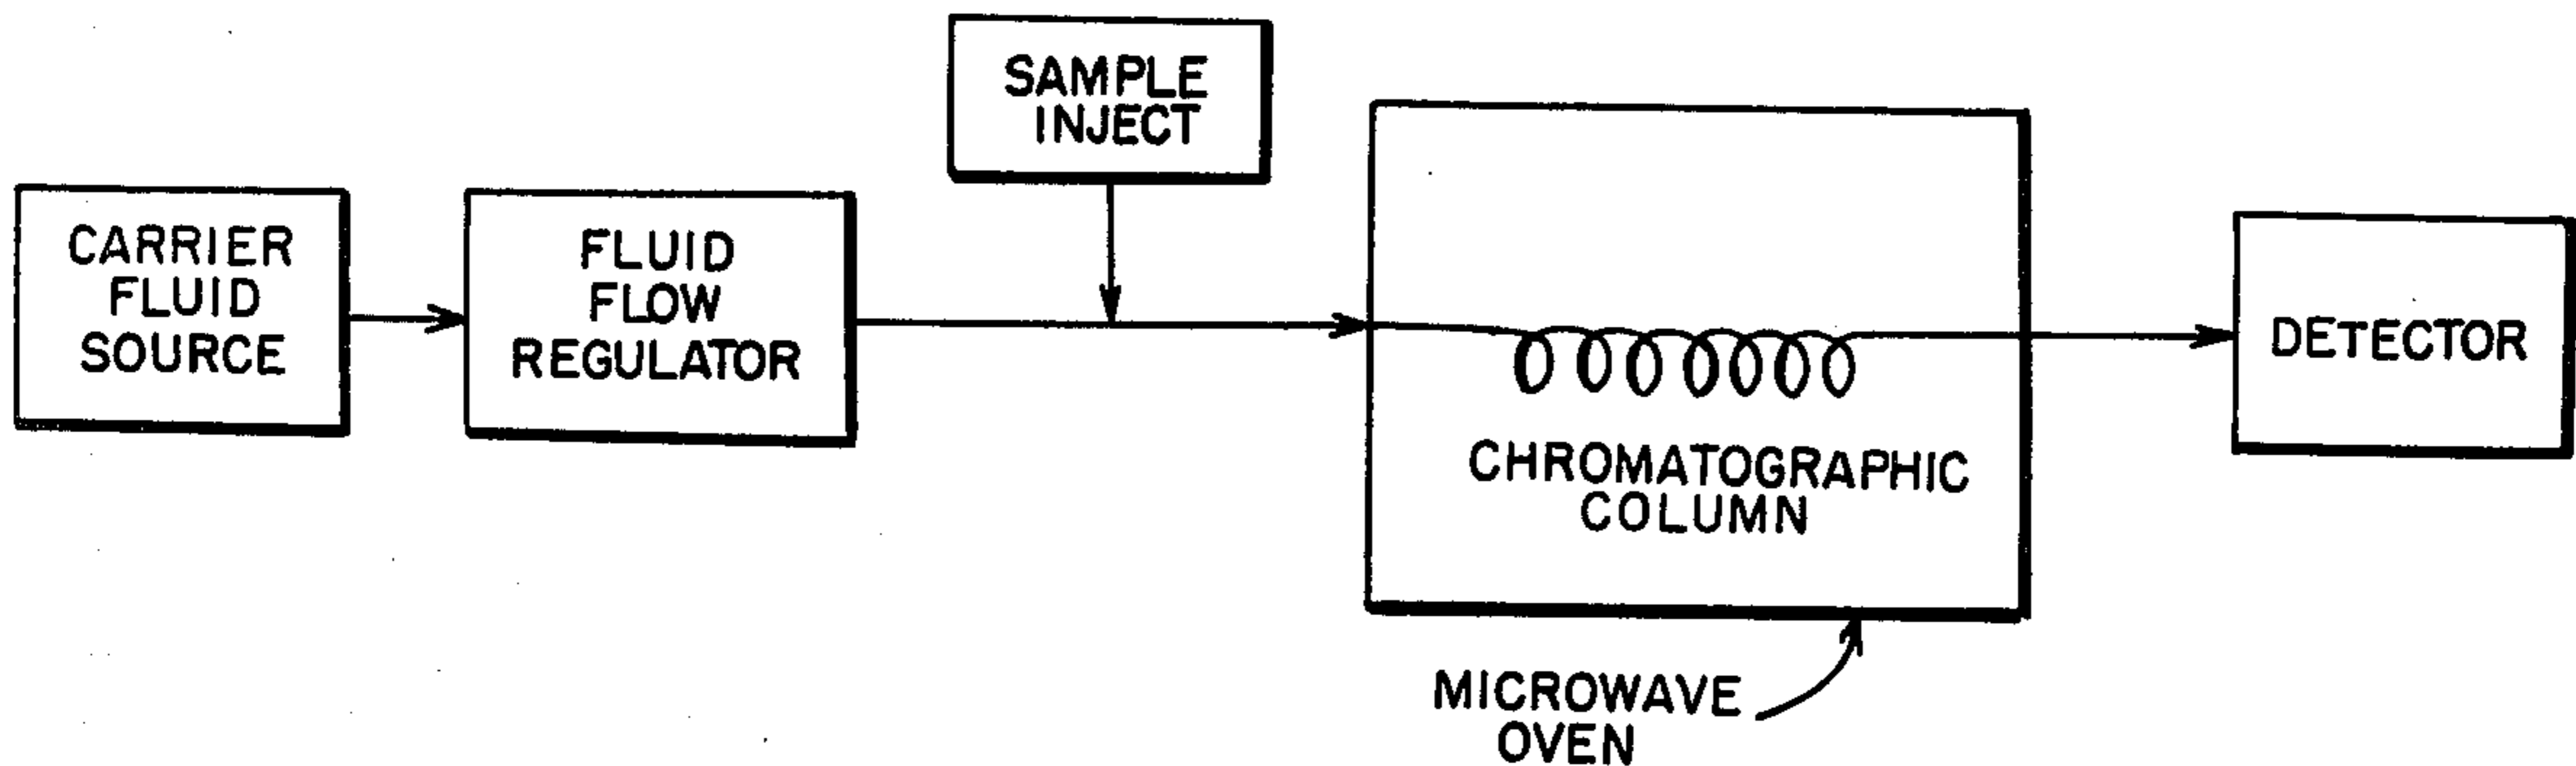 SAMPLE
INJECT
CARRIER
FLUID
SOURCE
FLUID
FLOW
REGULATOR
CHROMATOGRAPHIC
COLUMN
DETECTOR
MICROWAVE
OVEN